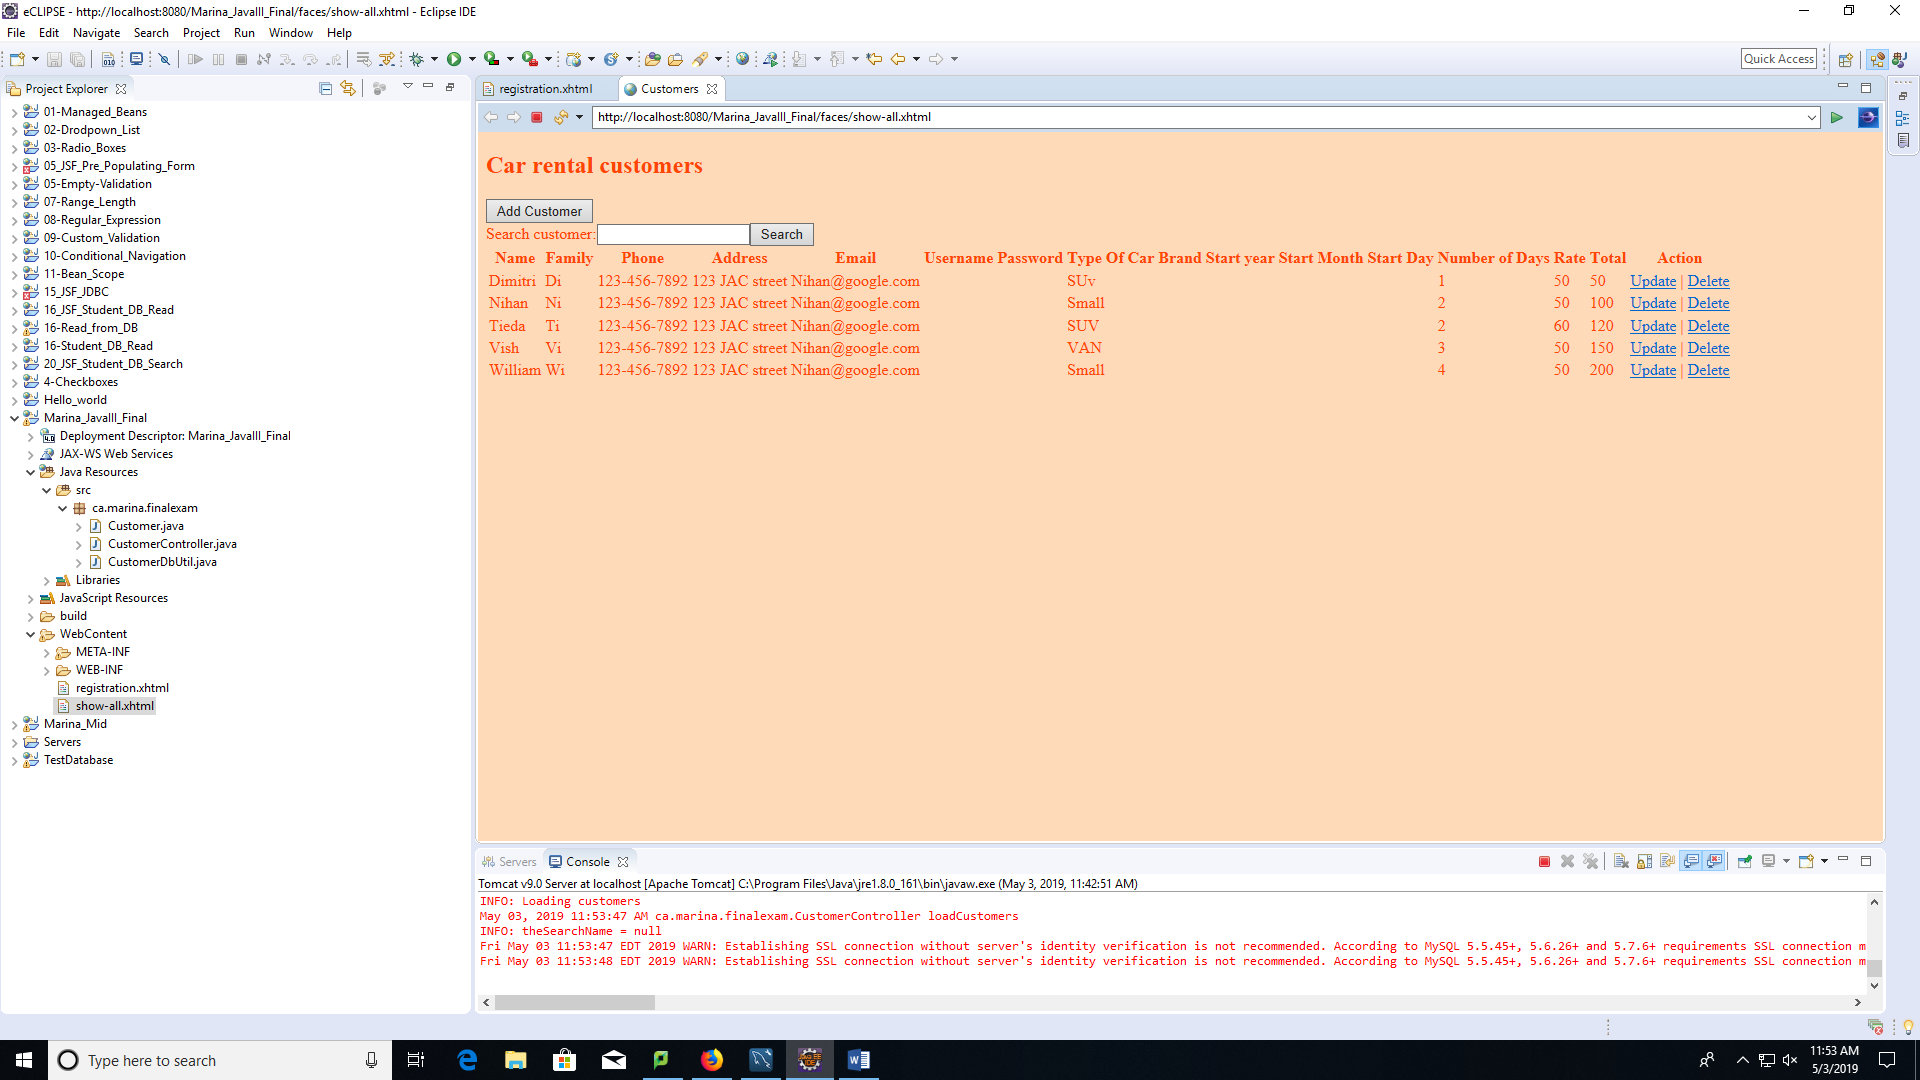 eCLIPSE - http://localhost:8080/Marina_JavaIII_Final/faces/show-all.xhtml - Eclipse IDE
File Edit Navigate Search Project Run Window Help
Quick Access
Project Explorer
01-Managed_Beans
02-Drodpown_List
03-Radio_Boxes
05_JSF_Pre_Populating_Form
05-Empty-Validation
07-Range_Length
08-Regular_Expression
09-Custom_Validation
10-Conditional_Navigation
11-Bean_Scope
15_JSF_JDBC
16_JSF_Student_DB_Read
16-Read_from_DB
16-Student_DB_Read
20_JSF_Student_DB_Search
4-Checkboxes
Hello_world
Marina_JavaIII_Final
Deployment Descriptor: Marina_JavaIII_Final
JAX-WS Web Services
Java Resources
src
ca.marina.finalexam
Customer.java
CustomerController.java
CustomerDbUtil.java
Libraries
JavaScript Resources
build
WebContent
META-INF
WEB-INF
registration.xhtml
show-all.xhtml
Marina_Mid
Servers
TestDatabase
registration.xhtml Customers
http://localhost:8080/Marina_JavaIII_Final/faces/show-all.xhtml
Car rental customers
Add Customer
Search customer: Search
Name Family Phone Address Email Username Password Type Of Car Brand Start year Start Month Start Day Number of Days Rate Total Action
Dimitri Di 123-456-7892 123 JAC street Nihan@google.com SUv 1 50 50 Update | Delete
Nihan Ni 123-456-7892 123 JAC street Nihan@google.com Small 2 50 100 Update | Delete
Tieda Ti 123-456-7892 123 JAC street Nihan@google.com SUV 2 60 120 Update | Delete
Vish Vi 123-456-7892 123 JAC street Nihan@google.com VAN 3 50 150 Update | Delete
William Wi 123-456-7892 123 JAC street Nihan@google.com Small 4 50 200 Update | Delete
Servers Console
Tomcat v9.0 Server at localhost [Apache Tomcat] C:\Program Files\Java\jre1.8.0_161\bin\javaw.exe (May 3, 2019, 11:42:51 AM)
INFO: Loading customers
May 03, 2019 11:53:47 AM ca.marina.finalexam.CustomerController loadCustomers
INFO: theSearchName = null
Fri May 03 11:53:47 EDT 2019 WARN: Establishing SSL connection without server's identity verification is not recommended. According to MySQL 5.5.45+, 5.6.26+ and 5.7.6+ requirements SSL connection m
Fri May 03 11:53:48 EDT 2019 WARN: Establishing SSL connection without server's identity verification is not recommended. According to MySQL 5.5.45+, 5.6.26+ and 5.7.6+ requirements SSL connection m
Type here to search
11:53 AM
5/3/2019